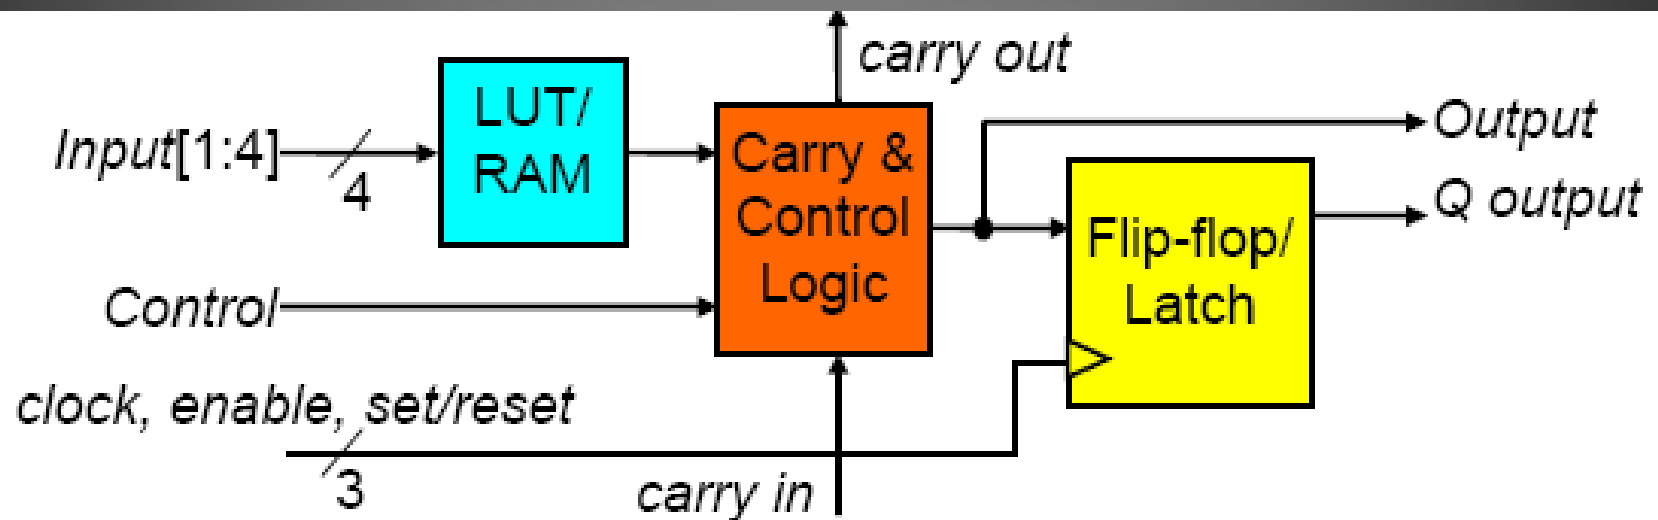 carry out
LUT/
RAM
Input[1:4]
4
Carry &
Control
Logic
Output
Q output
Flip-flop/
Latch
Control
clock, enable, set/reset
3
carry in